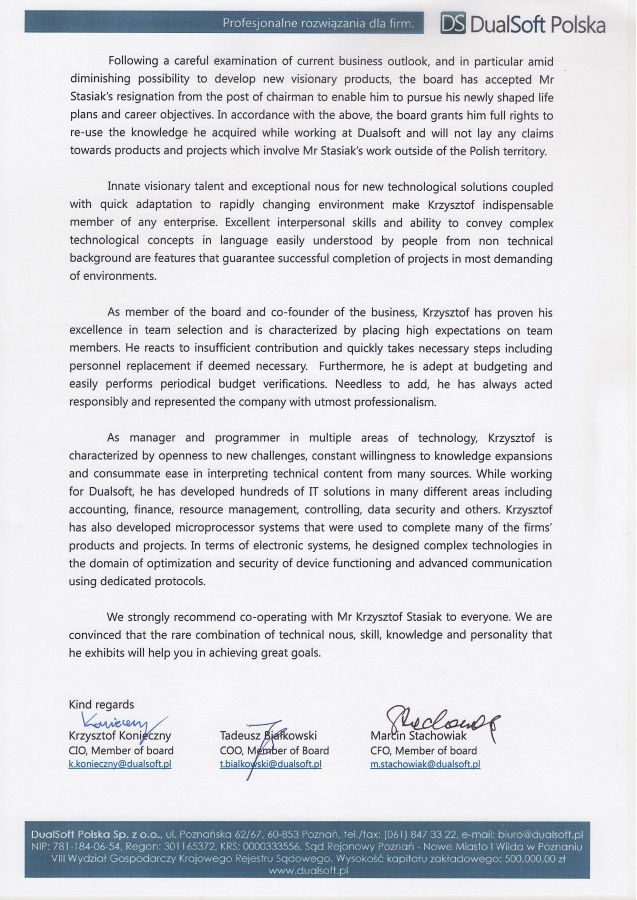 Profesjonalne rozwiązania dla firm.
DS DualSoft Polska
Following a careful examination of current business outlook, and in particular amid
diminishing possibility to develop new visionary products, the board has accepted Mr
Stasiak's resignation from the post of chairman to enable him to pursue his newly shaped life
plans and career objectives. In accordance with the above, the board grants him full rights to
re-use the knowledge he acquired while working at Dualsoft and will not lay any claims
towards products and projects which involve Mr Stasiak's work outside of the Polish territory.
Innate visionary talent and exceptional nous for new technological solutions coupled
with quick adaptation to rapidly changing environment make Krzysztof indispensable
member of any enterprise. Excellent interpersonal skills and ability to convey complex
technological concepts in language easily understood by people from non technical
background are features that guarantee successful completion of projects in most demanding
of environments.
As member of the board and co-founder of the business, Krzysztof has proven his
excellence in team selection and is characterized by placing high expectations on team
members. He reacts to insufficient contribution and quickly takes necessary steps including
personnel replacement if deemed necessary.  Furthermore, he is adept at budgeting and
easily performs periodical budget verifications. Needless to add, he has always acted
responsibly and represented the company with utmost professionalism.
As manager and programmer in multiple areas of technology, Krzysztof is
characterized by openness to new challenges, constant willingness to knowledge expansions
and consummate ease in interpreting technical content from many sources. While working
for Dualsoft, he has developed hundreds of IT solutions in many different areas including
accounting, finance, resource management, controlling, data security and others. Krzysztof
has also developed microprocessor systems that were used to complete many of the firms'
products and projects. In terms of electronic systems, he designed complex technologies in
the domain of optimization and security of device functioning and advanced communication
using dedicated protocols.
We strongly recommend co-operating with Mr Krzysztof Stasiak to everyone. We are
convinced that the rare combination of technical nous, skill, knowledge and personality that
he exhibits will help you in achieving great goals.
Kind regards
Konieczny
Krzysztof Konieczny Tadeusz Białkowski Marcin Stachowiak
CIO, Member of board COO, Member of Board CFO, Member of board
k.konieczny@dualsoft.pl t.bialkowski@dualsoft.pl m.stachowiak@dualsoft.pl
DualSoft Polska Sp. z o.o., ul. Poznańska 62/67, 60-853 Poznań, tel./fax: (061) 847 33 22, e-mail: biuro@dualsoft.pl
NIP: 781-184-06-54, Regon: 301165372, KRS: 0000333556, Sąd Rejonowy Poznań - Nowe Miasto i Wilda w Poznaniu
VIII Wydział Gospodarczy Krajowego Rejestru Sądowego. Wysokość kapitału zakładowego: 500.000,00 zł
www.dualsoft.pl